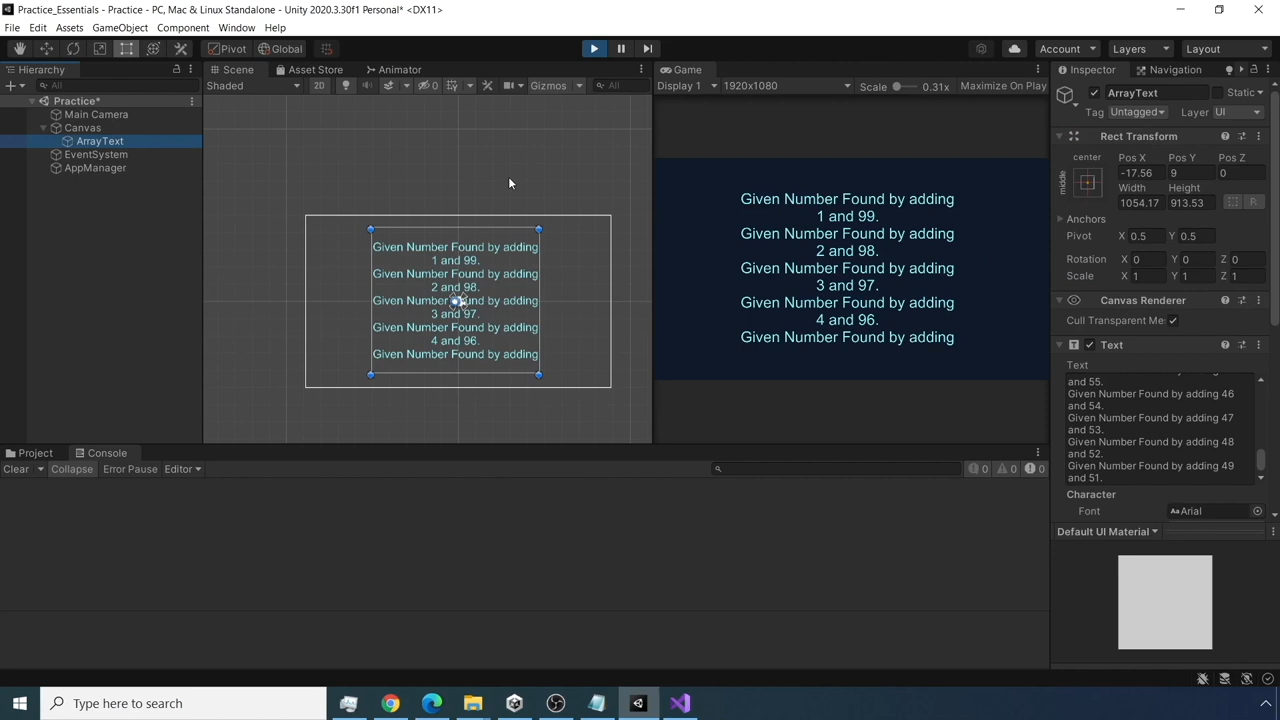 Practice_Essentials - Practice - PC, Mac & Linux Standalone - Unity 2020.3.30f1 Personal* <DX11>
File Edit Assets GameObject Component Window Help
Pivot Global Account Layers Layout
Hierarchy Scene Asset Store Animator Game Inspector Navigation
All Shaded 2D 0 Gizmos All Display 1 1920x1080 Scale 0.31x Maximize On Play
ArrayText Static
Tag Untagged Layer UI
Practice*
Main Camera
Canvas
ArrayText
EventSystem
AppManager
Given Number Found by adding
1 and 99.
Given Number Found by adding
2 and 98.
Given Number Found by adding
3 and 97.
Given Number Found by adding
4 and 96.
Given Number Found by adding
Given Number Found by adding
1 and 99.
Given Number Found by adding
2 and 98.
Given Number Found by adding
3 and 97.
Given Number Found by adding
4 and 96.
Given Number Found by adding
Rect Transform
center Pos X Pos Y Pos Z
middle -17.56 9 0
Width Height
1054.17 913.53 R
Anchors
Pivot X 0.5 Y 0.5
Rotation X 0 Y 0 Z 0
Scale X 1 Y 1 Z 1
Canvas Renderer
Cull Transparent Me
Text
Text
and 55.
Given Number Found by adding 46
and 54.
Given Number Found by adding 47
and 53.
Given Number Found by adding 48
and 52.
Given Number Found by adding 49
and 51.
Character
Font Aa Arial
Default UI Material
Project Console
Clear Collapse Error Pause Editor 0 0 0
Type here to search